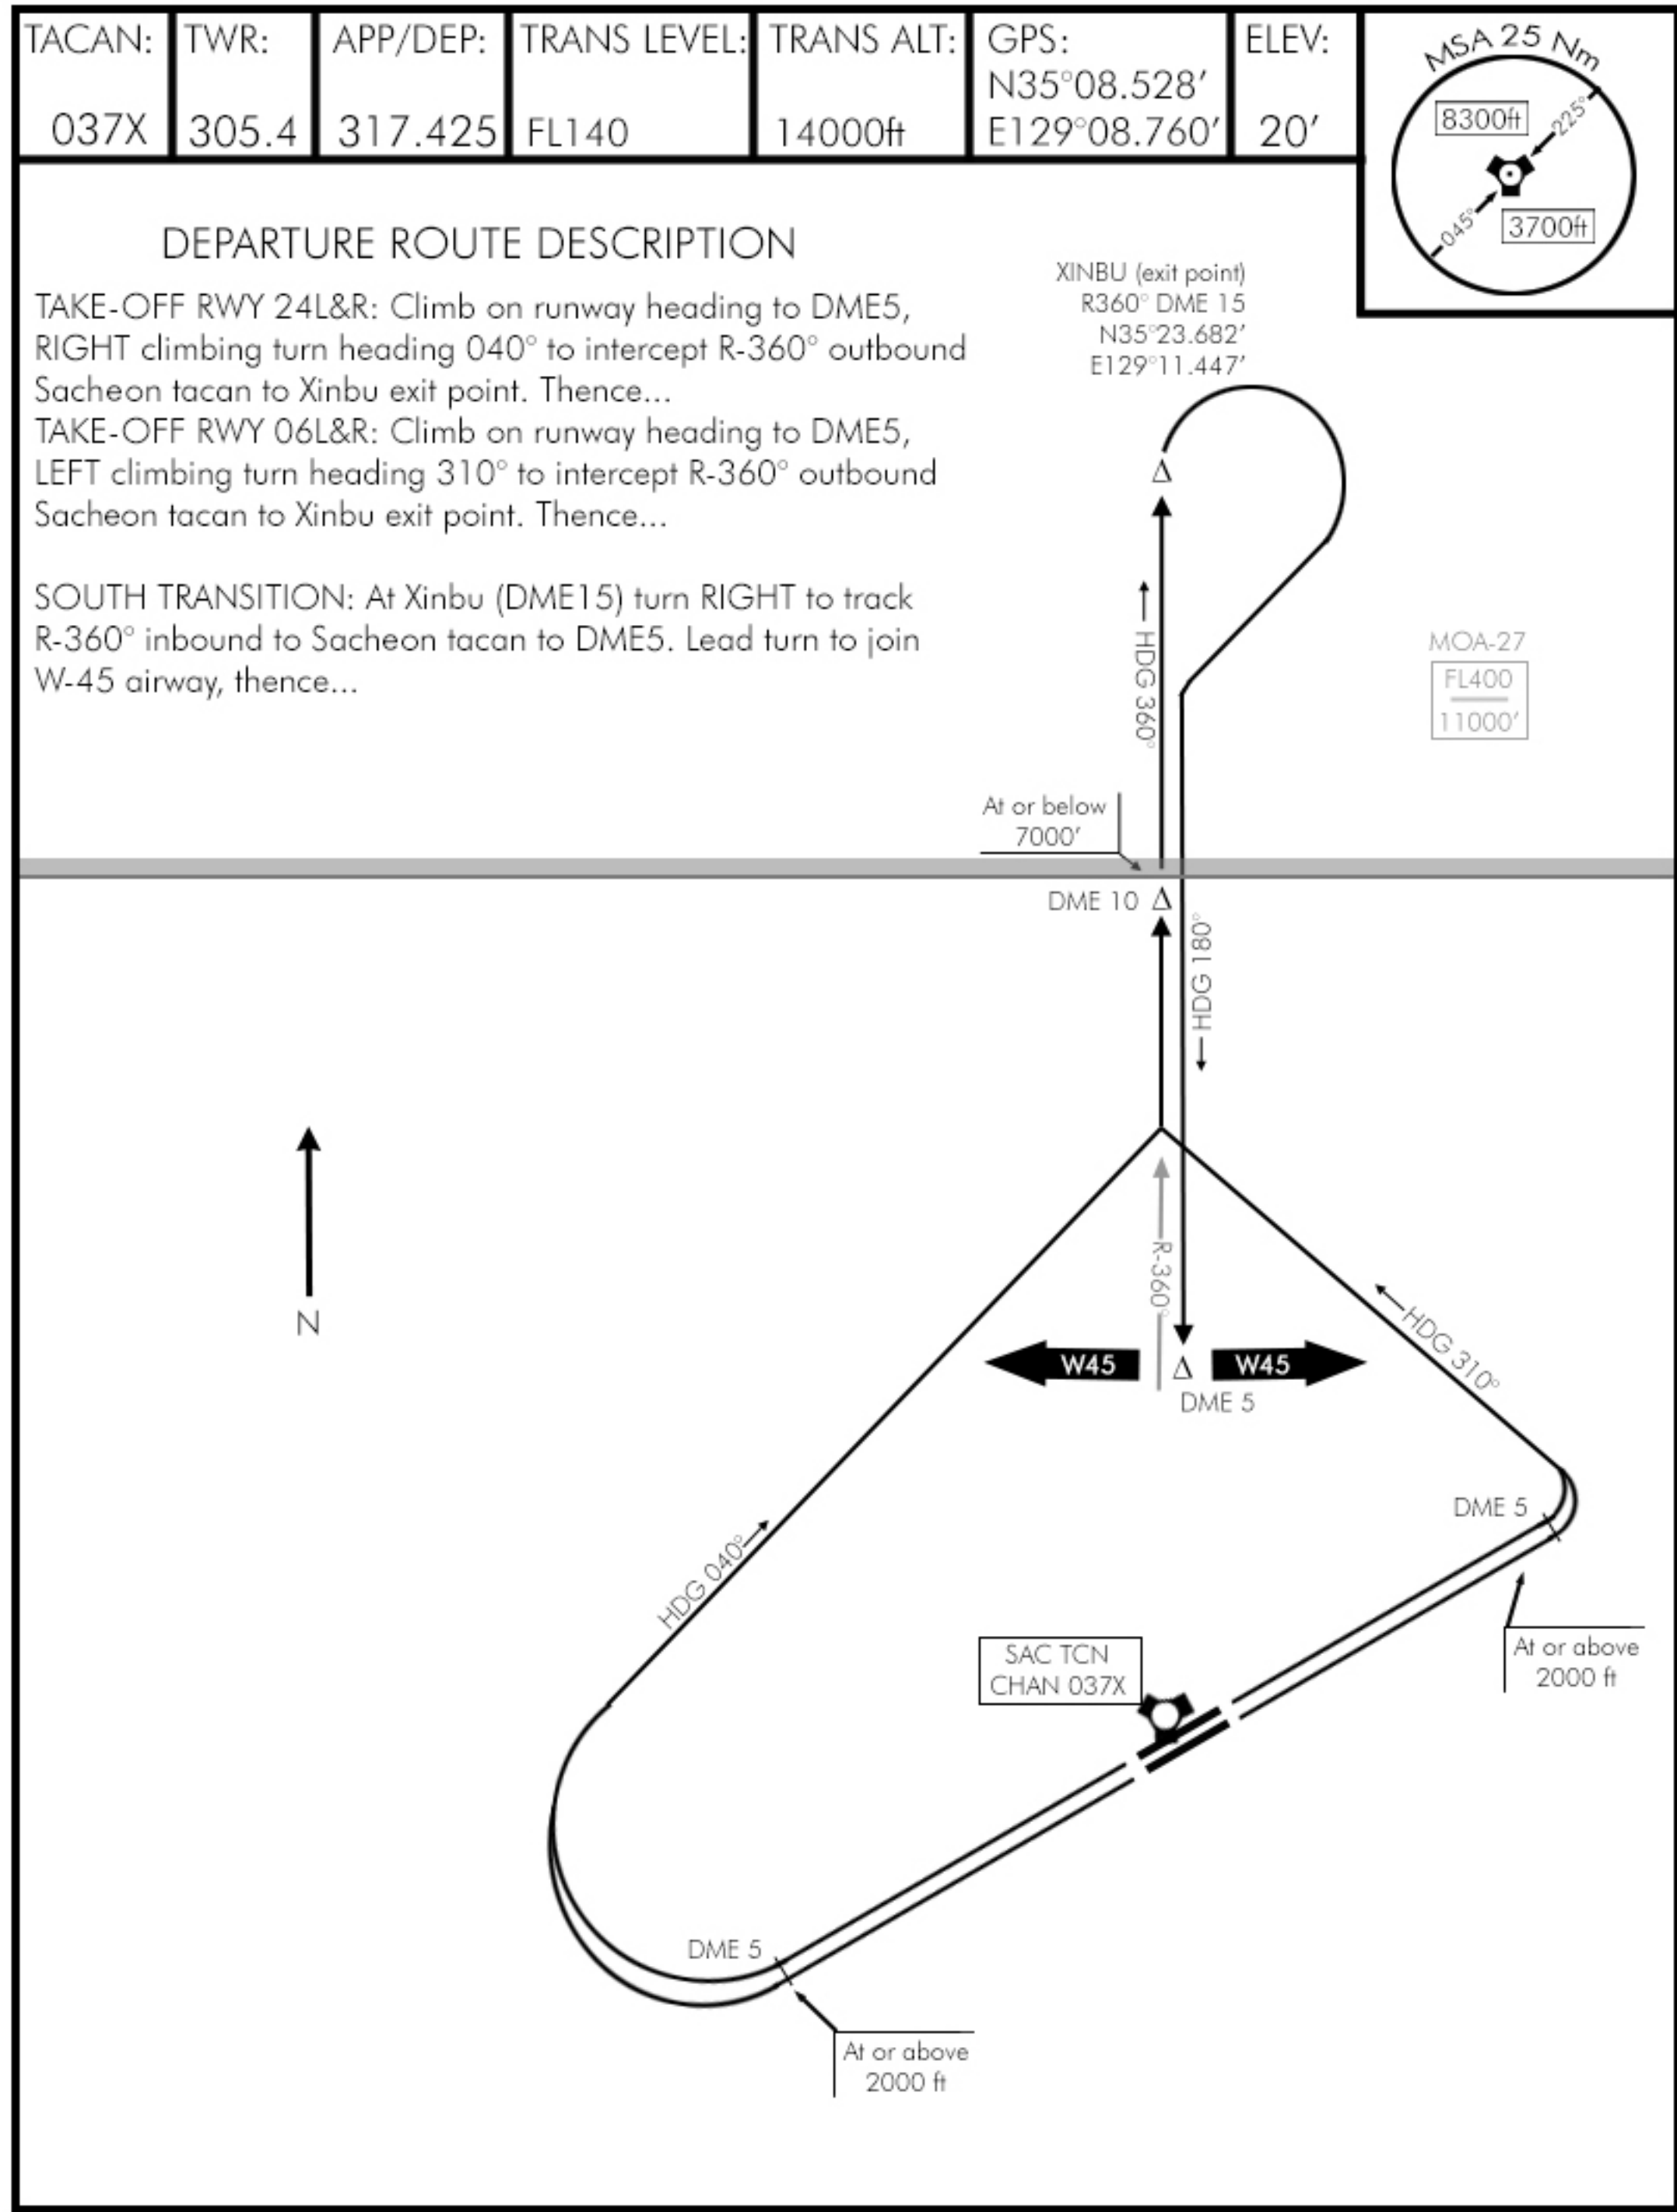 TACAN:
037X
TWR:
305.4
APP/DEP:
317.425
TRANS LEVEL:
FL140
TRANS ALT:
14000ft
GPS:
N35°08.528′
E129°08.760′
ELEV:
20′
MSA 25 Nm
8300ft
225°
045°
3700ft
DEPARTURE ROUTE DESCRIPTION
TAKE-OFF RWY 24L&R: Climb on runway heading to DME5,
RIGHT climbing turn heading 040° to intercept R-360° outbound
Sacheon tacan to Xinbu exit point. Thence...
TAKE-OFF RWY 06L&R: Climb on runway heading to DME5,
LEFT climbing turn heading 310° to intercept R-360° outbound
Sacheon tacan to Xinbu exit point. Thence...
SOUTH TRANSITION: At Xinbu (DME15) turn RIGHT to track
R-360° inbound to Sacheon tacan to DME5. Lead turn to join
W-45 airway, thence...
XINBU (exit point)
R360° DME 15
N35°23.682′
E129°11.447′
HDG 360°
MOA-27
FL400
11000′
At or below
7000′
DME 10
HDG 180°
N
R-360°
W45
W45
DME 5
HDG 310°
DME 5
HDG 040°
SAC TCN
CHAN 037X
At or above
2000 ft
DME 5
At or above
2000 ft